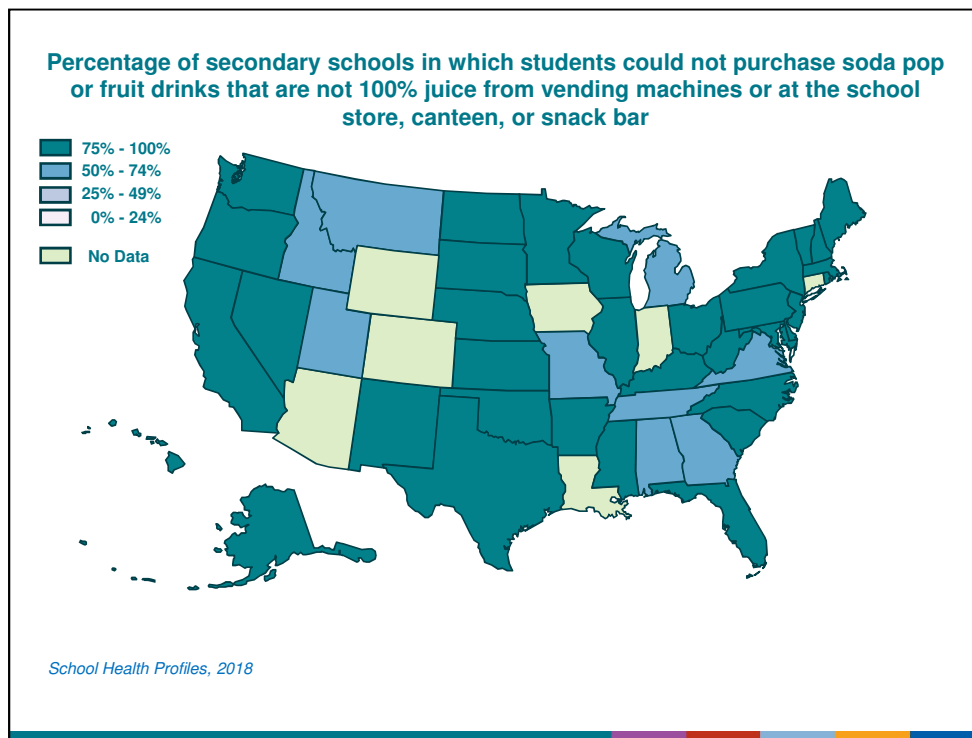 Percentage of secondary schools in which students could not purchase soda pop
or fruit drinks that are not 100% juice from vending machines or at the school
store, canteen, or snack bar
75% - 100%
50% - 74%
25% - 49%
0% - 24%
No Data
School Health Profiles, 2018